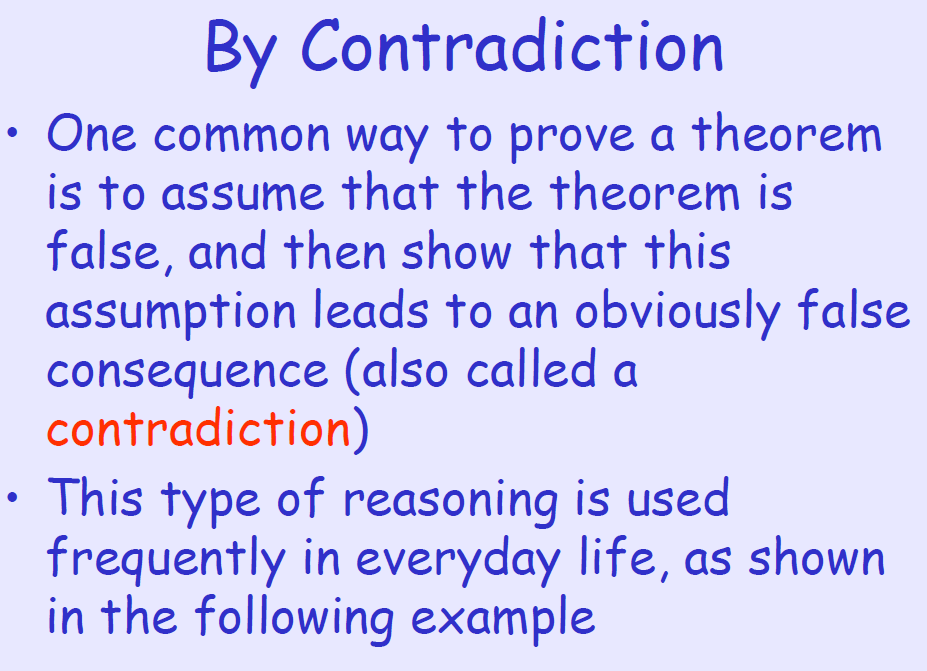 By Contradiction
• One common way to prove a theorem
is to assume that the theorem is
false, and then show that this
assumption leads to an obviously false
consequence (also called a
contradiction)
• This type of reasoning is used
frequently in everyday life, as shown
in the following example